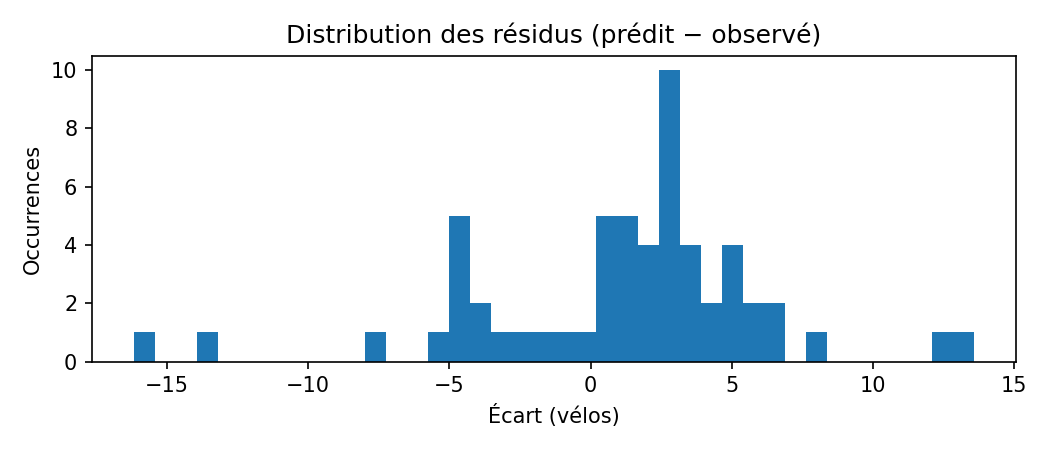 Distribution des résidus (prédit − observé)
10
8
6
4
2
0
Occurrences
−15 −10 −5 0 5 10 15
Écart (vélos)